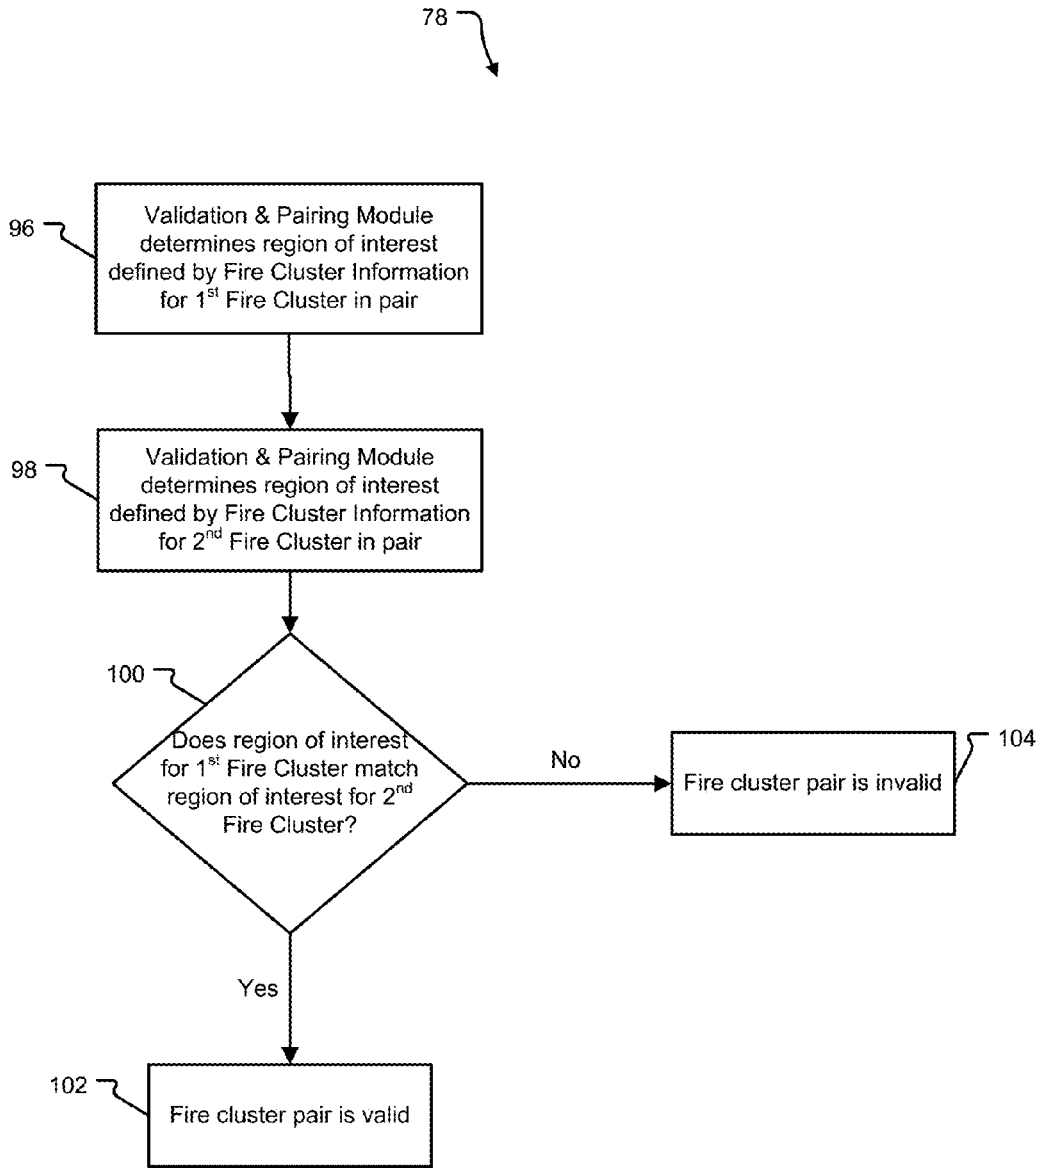 78
96
Validation & Pairing Module
determines region of interest
defined by Fire Cluster Information
for 1st Fire Cluster in pair
98
Validation & Pairing Module
determines region of interest
defined by Fire Cluster Information
for 2nd Fire Cluster in pair
100
Does region of interest
for 1st Fire Cluster match
region of interest for 2nd
Fire Cluster?
No
Fire cluster pair is invalid
104
Yes
102
Fire cluster pair is valid